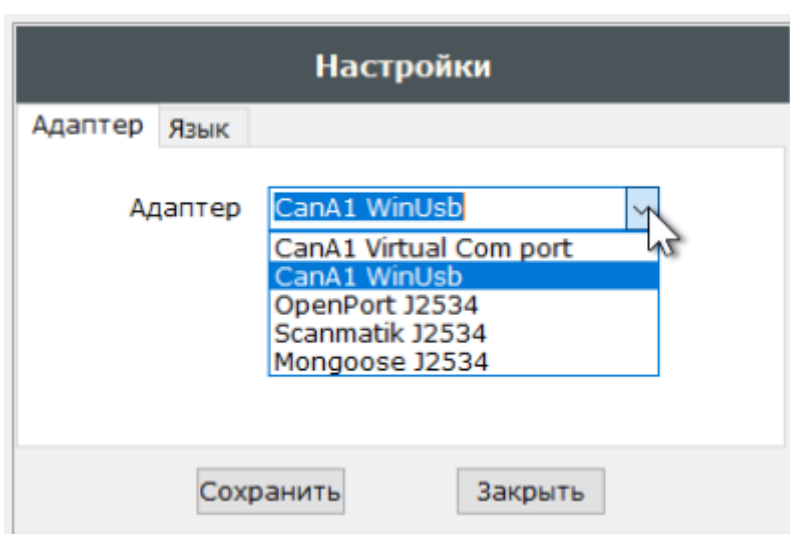 Настройки
Адаптер Язык
Адаптер CanA1 WinUsb
CanA1 Virtual Com port
CanA1 WinUsb
OpenPort J2534
Scanmatik J2534
Mongoose J2534
Сохранить Закрыть